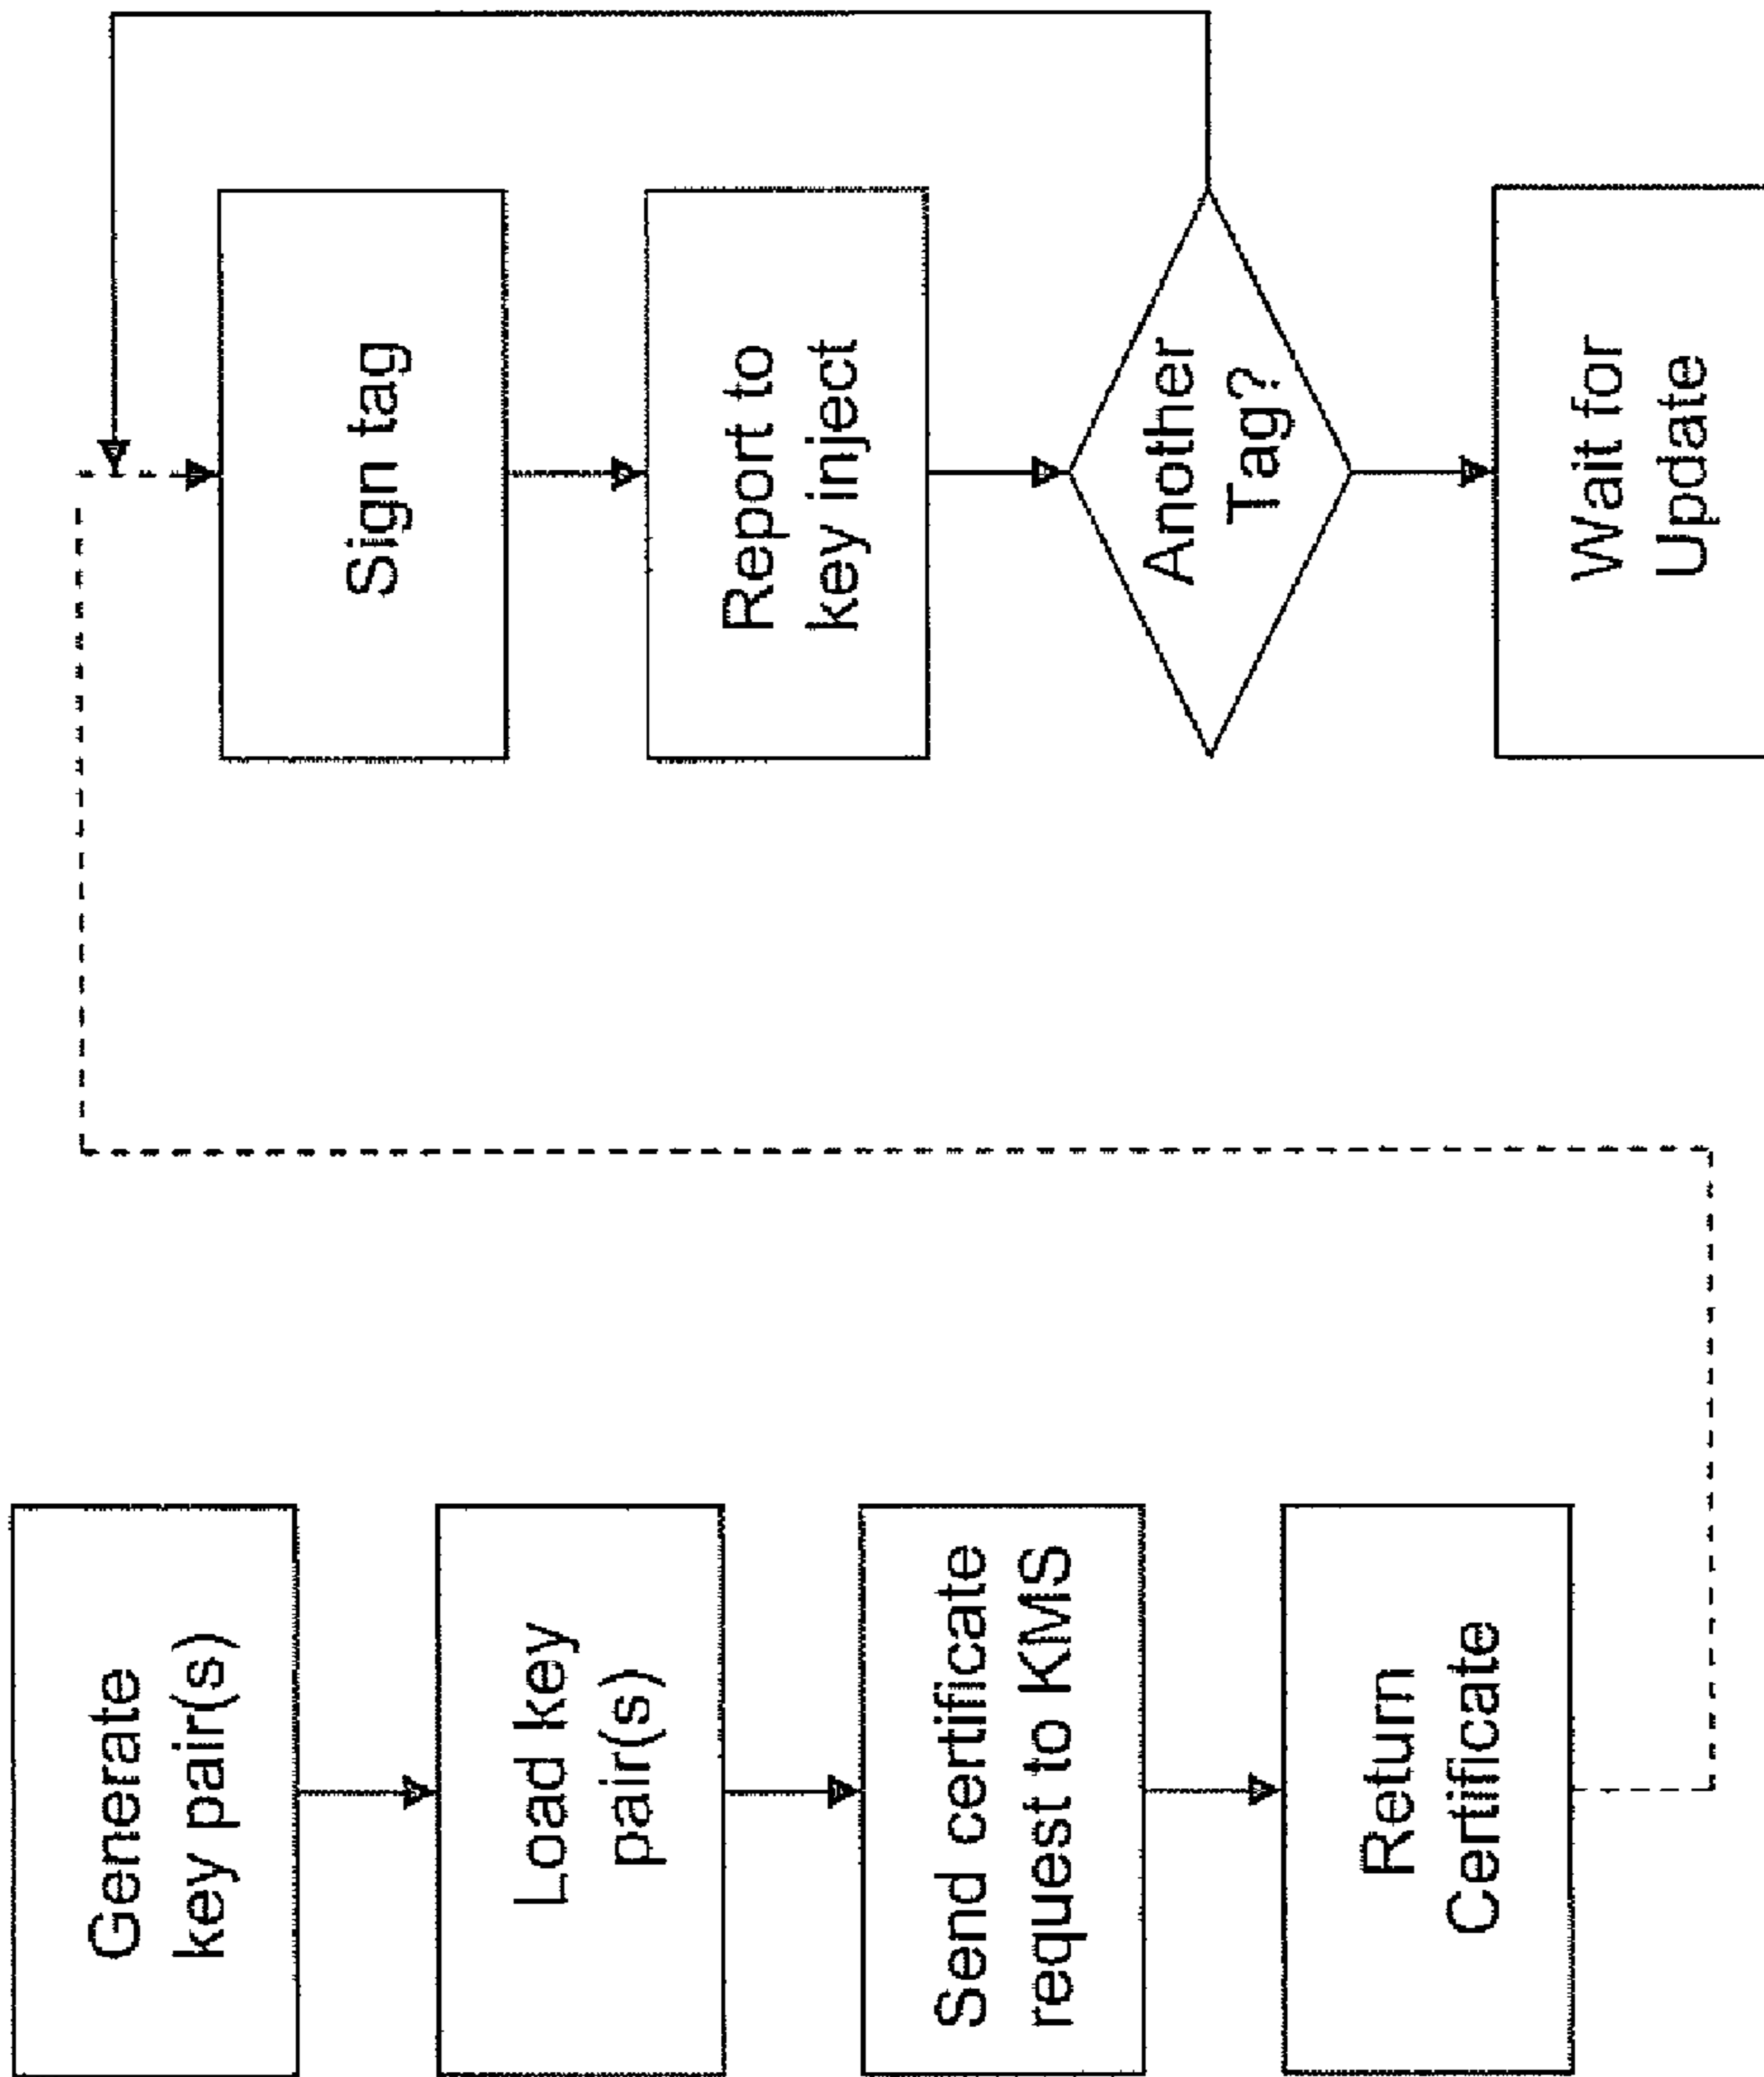 Generate
key pair(s)
Load key
pair(s)
Send certificate
request to KMS
Return
Certificate
Sign tag
Report to
key inject
Another
Tag?
Wait for
Update